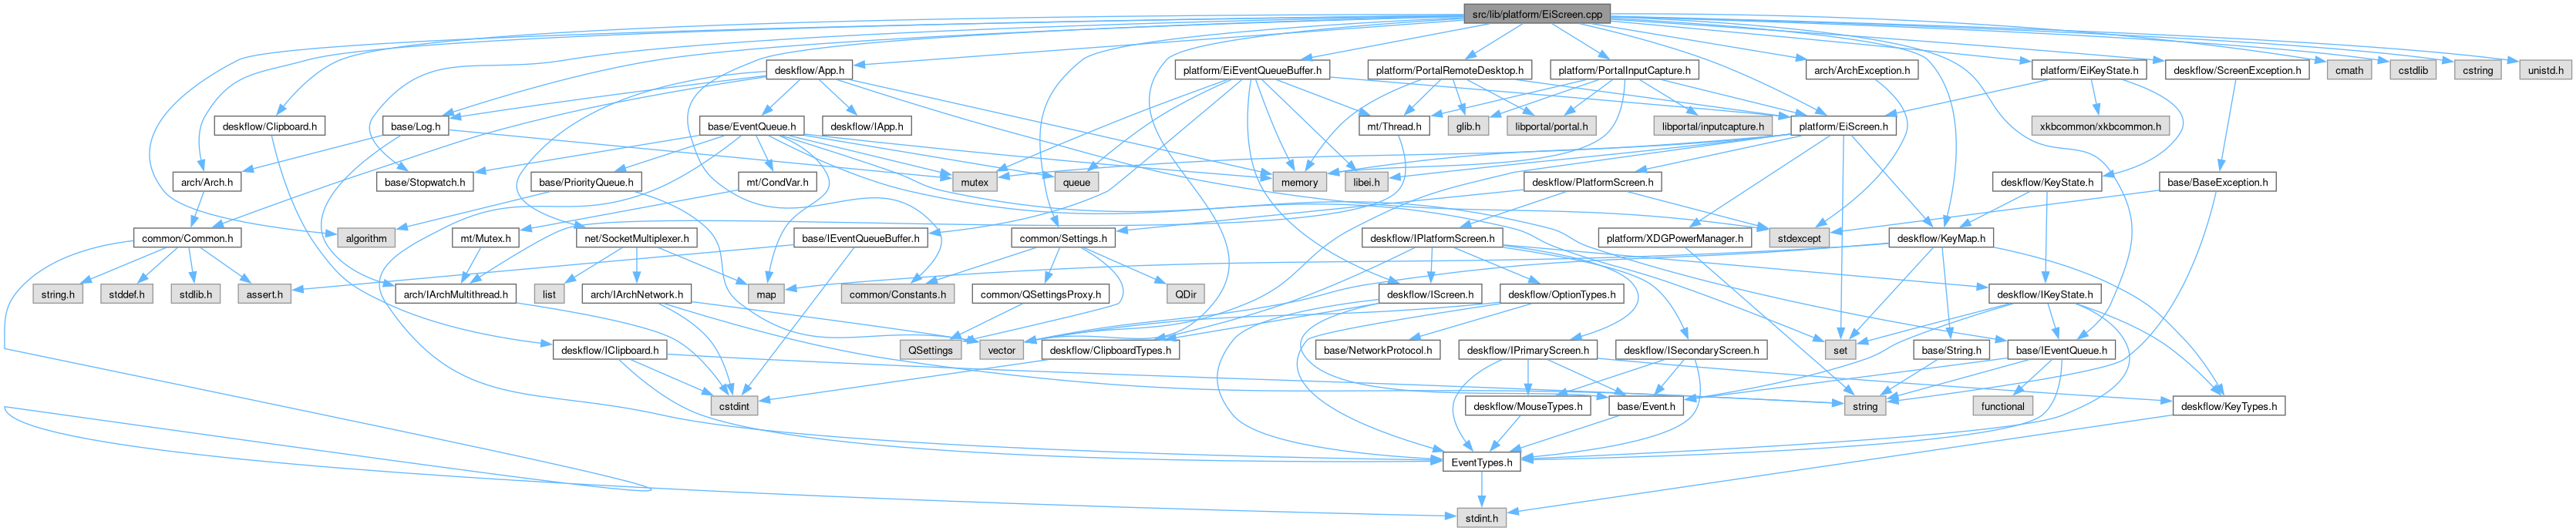 src/lib/platform/EiScreen.cpp
deskflow/App.h
platform/EiEventQueueBuffer.h
platform/PortalRemoteDesktop.h
platform/PortalInputCapture.h
arch/ArchException.h
platform/EiKeyState.h
deskflow/ScreenException.h
cmath
cstdlib
cstring
unistd.h
deskflow/Clipboard.h
base/Log.h
base/EventQueue.h
deskflow/IApp.h
mt/Thread.h
glib.h
libportal/portal.h
libportal/inputcapture.h
platform/EiScreen.h
xkbcommon/xkbcommon.h
arch/Arch.h
base/Stopwatch.h
base/PriorityQueue.h
mt/CondVar.h
mutex
queue
memory
libei.h
deskflow/PlatformScreen.h
deskflow/KeyState.h
base/BaseException.h
common/Common.h
algorithm
mt/Mutex.h
net/SocketMultiplexer.h
base/IEventQueueBuffer.h
common/Settings.h
deskflow/IPlatformScreen.h
platform/XDGPowerManager.h
stdexcept
deskflow/KeyMap.h
string.h
stddef.h
stdlib.h
assert.h
arch/IArchMultithread.h
list
arch/IArchNetwork.h
map
common/Constants.h
common/QSettingsProxy.h
QDir
deskflow/IScreen.h
deskflow/OptionTypes.h
deskflow/IKeyState.h
deskflow/IClipboard.h
QSettings
vector
deskflow/ClipboardTypes.h
base/NetworkProtocol.h
deskflow/IPrimaryScreen.h
deskflow/ISecondaryScreen.h
set
base/String.h
base/IEventQueue.h
cstdint
deskflow/MouseTypes.h
base/Event.h
string
functional
deskflow/KeyTypes.h
EventTypes.h
stdint.h